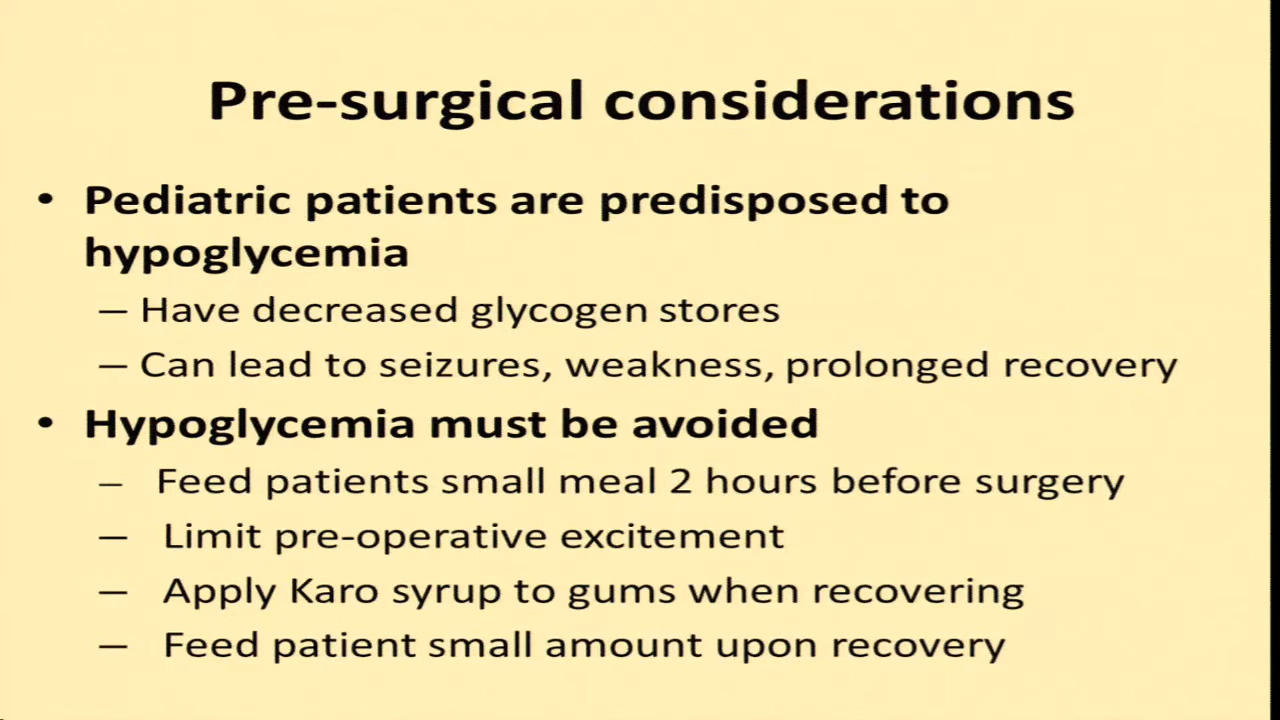 Pre-surgical considerations
• Pediatric patients are predisposed to
hypoglycemia
– Have decreased glycogen stores
– Can lead to seizures, weakness, prolonged recovery
• Hypoglycemia must be avoided
– Feed patients small meal 2 hours before surgery
– Limit pre-operative excitement
– Apply Karo syrup to gums when recovering
– Feed patient small amount upon recovery